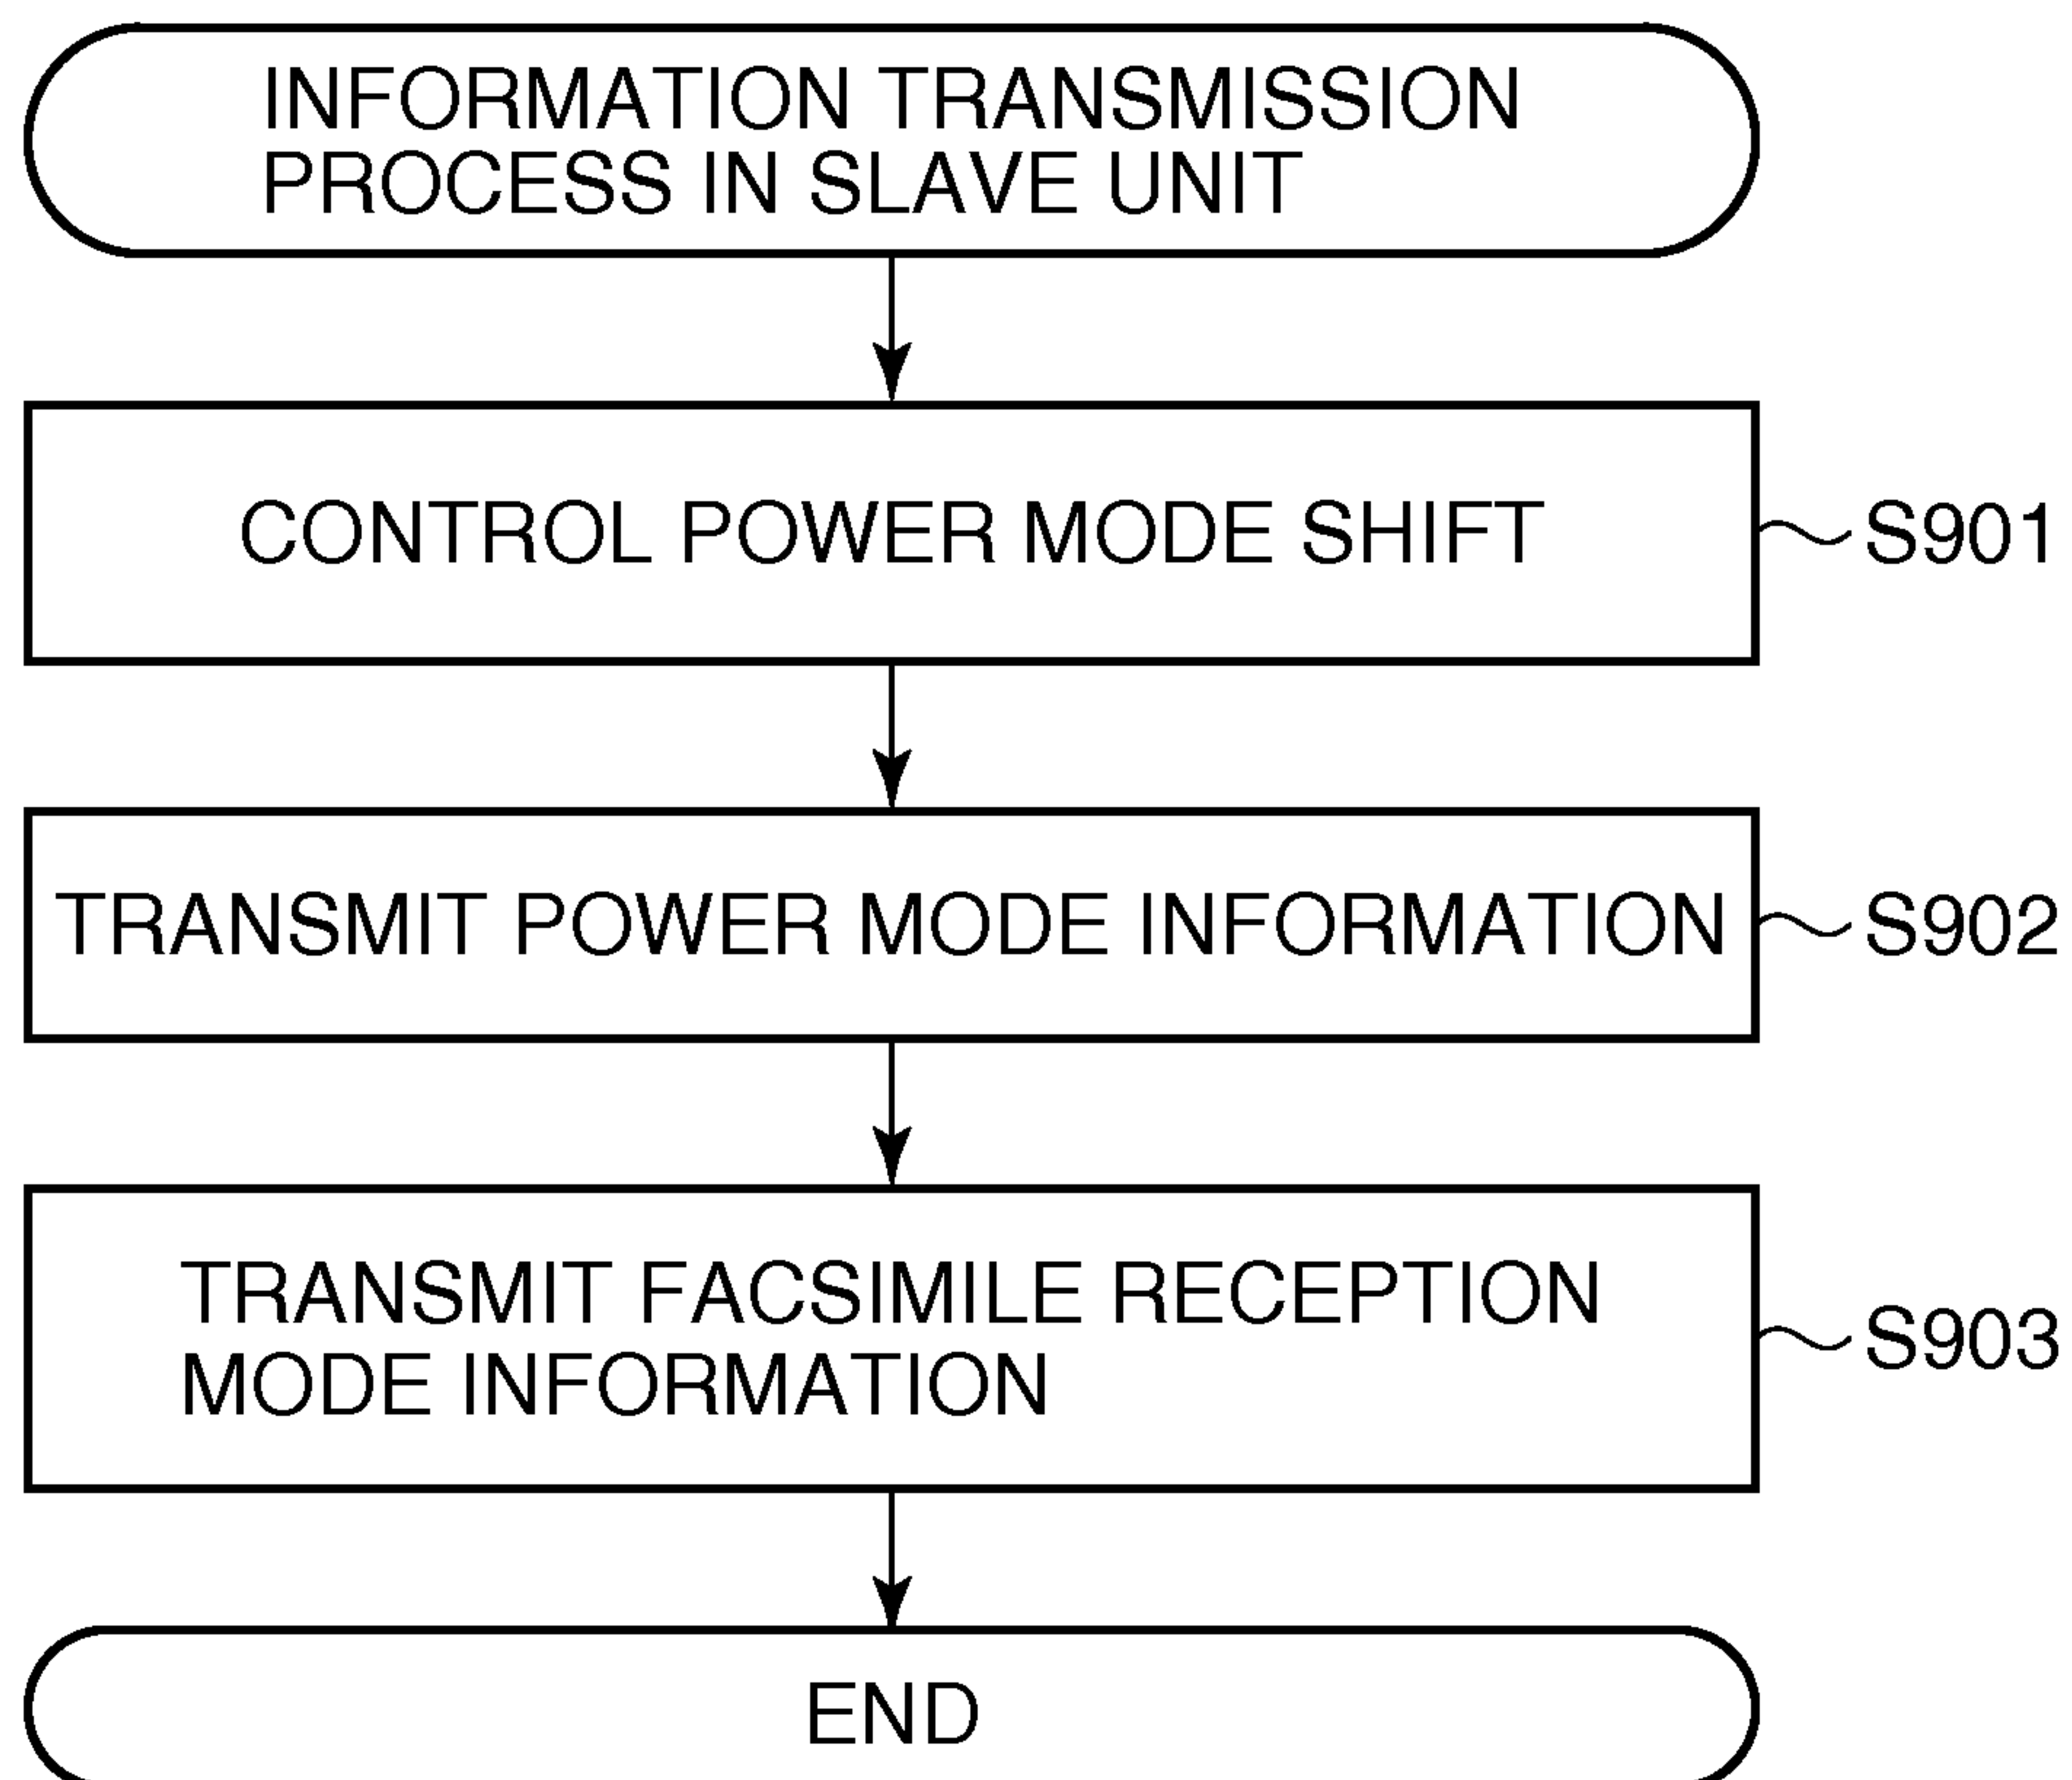 INFORMATION TRANSMISSION
PROCESS IN SLAVE UNIT
CONTROL POWER MODE SHIFT
S901
TRANSMIT POWER MODE INFORMATION
S902
TRANSMIT FACSIMILE RECEPTION
MODE INFORMATION
S903
END